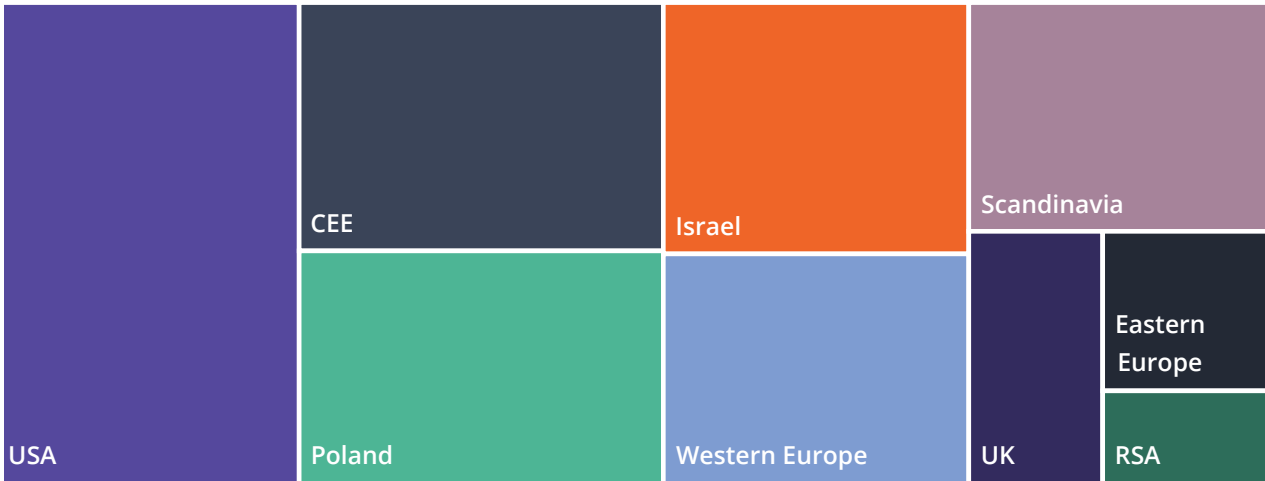 USA
CEE
Poland
Israel
Western Europe
Scandinavia
UK
Eastern
Europe
RSA